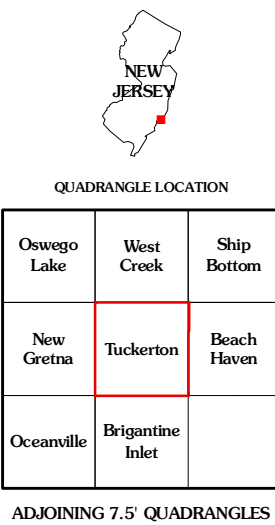 NEW
JERSEY
QUADRANGLE LOCATION
Oswego
Lake
West
Creek
Ship
Bottom
New
Gretna
Tuckerton
Beach
Haven
Oceanville
Brigantine
Inlet
ADJOINING 7.5' QUADRANGLES